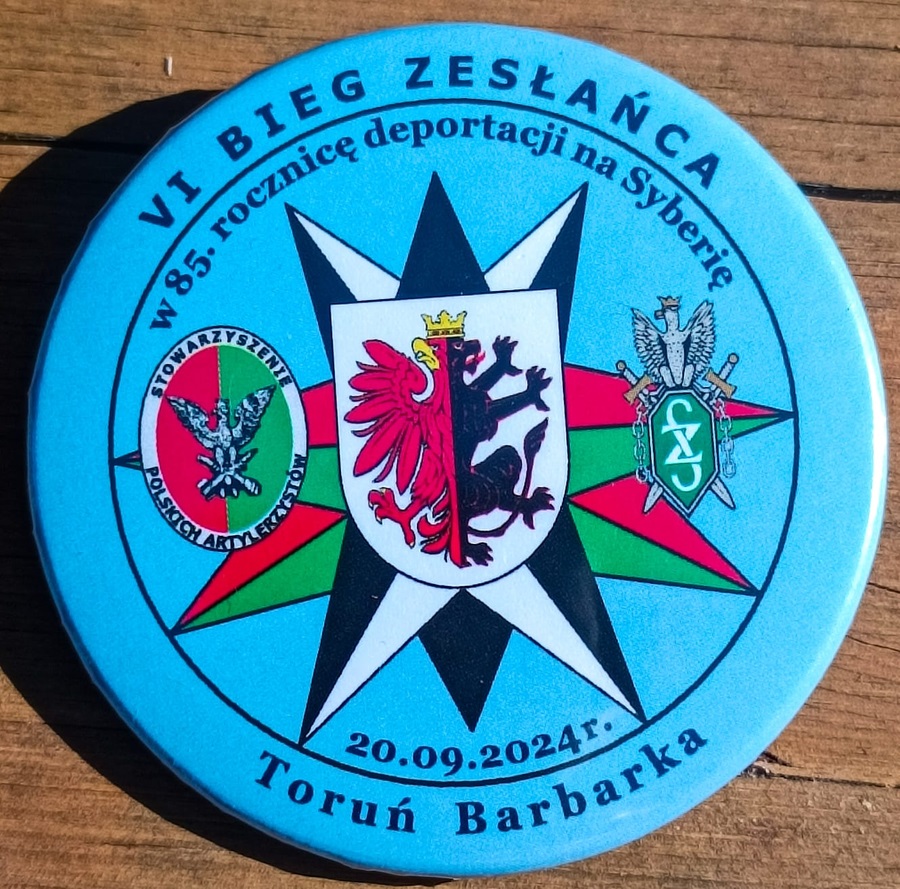 VI BIEG ZESŁAŃCA
w 85. rocznicę deportacji na Syberię
STOWARZYSZENIE
POLSKICH ARTYLERZYSTÓW
20.09.2024r.
Toruń Barbarka